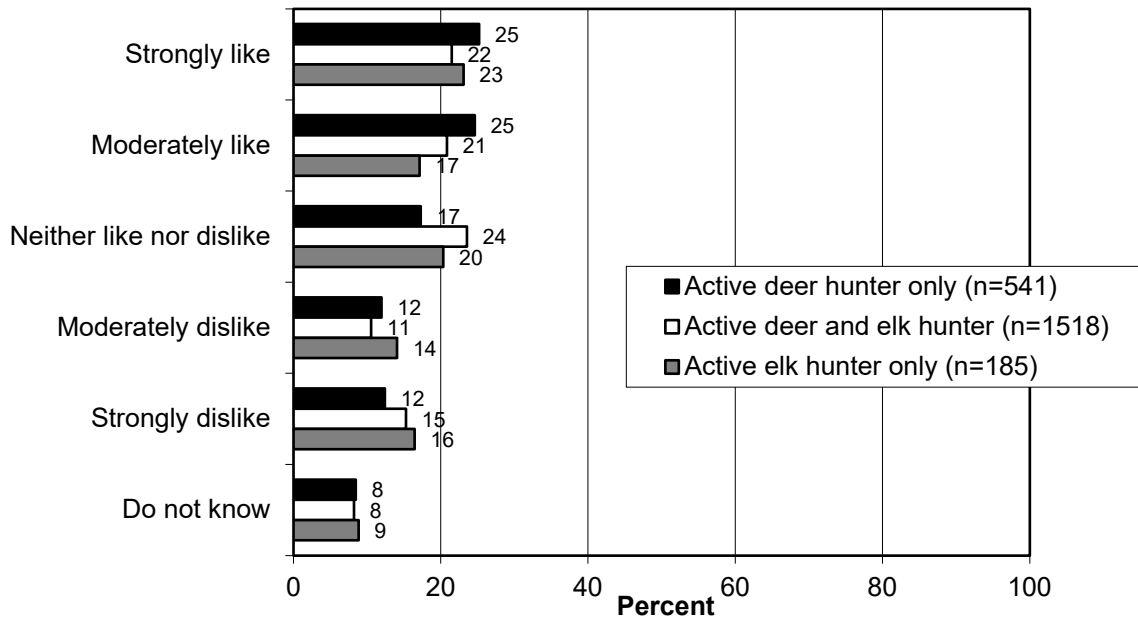 Strongly like
25
22
23
Moderately like
25
21
17
Neither like nor dislike
17
24
20
Moderately dislike
12
11
14
Strongly dislike
12
15
16
Do not know
8
8
9
Active deer hunter only (n=541)
Active deer and elk hunter (n=1518)
Active elk hunter only (n=185)
0 20 40 60 80 100
Percent